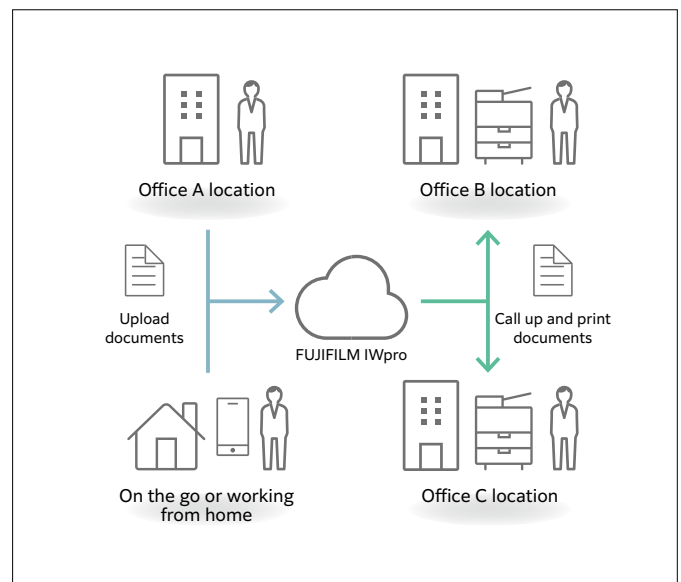 Office A location
Office B location
Upload
documents
FUJIFILM IWpro
Call up and print
documents
On the go or working
from home
Office C location